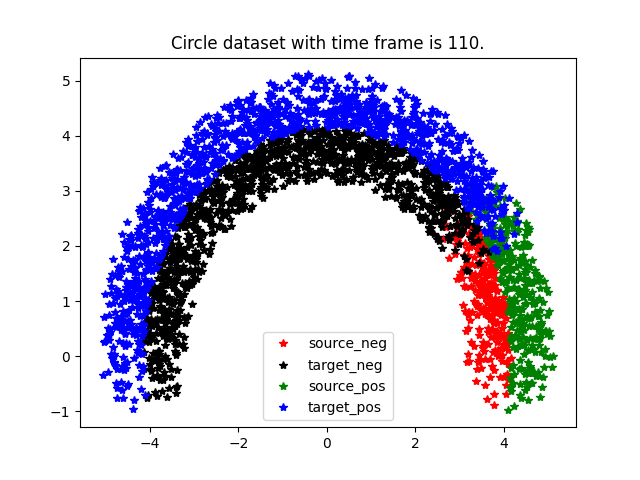 Circle dataset with time frame is 110.
5
4
3
2
1
0
−1
−4
−2
0
2
4
source_neg
target_neg
source_pos
target_pos